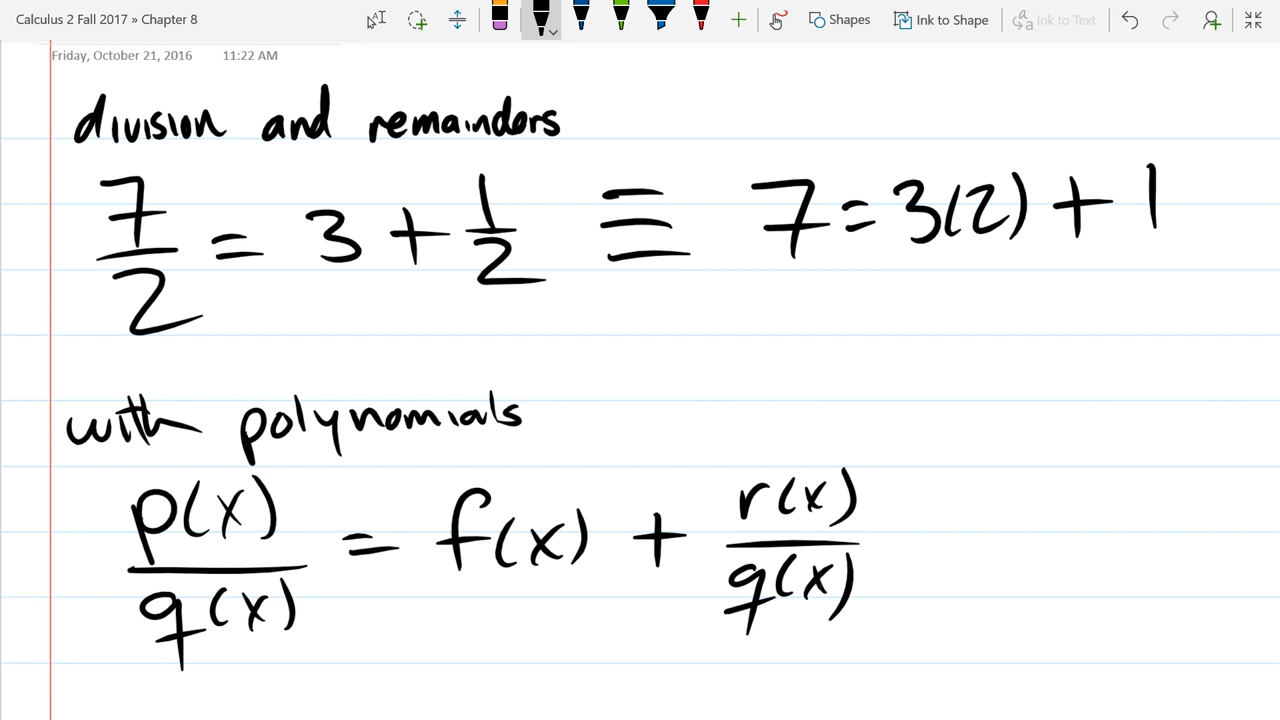 Calculus 2 Fall 2017 » Chapter 8
Shapes
Ink to Shape
Ink to Text
Friday, October 21, 2016 11:22 AM
division and remainders
7/2 = 3 + 1/2 ≡ 7 = 3(2) + 1
with polynomials
p(x)/q(x) = f(x) + r(x)/q(x)